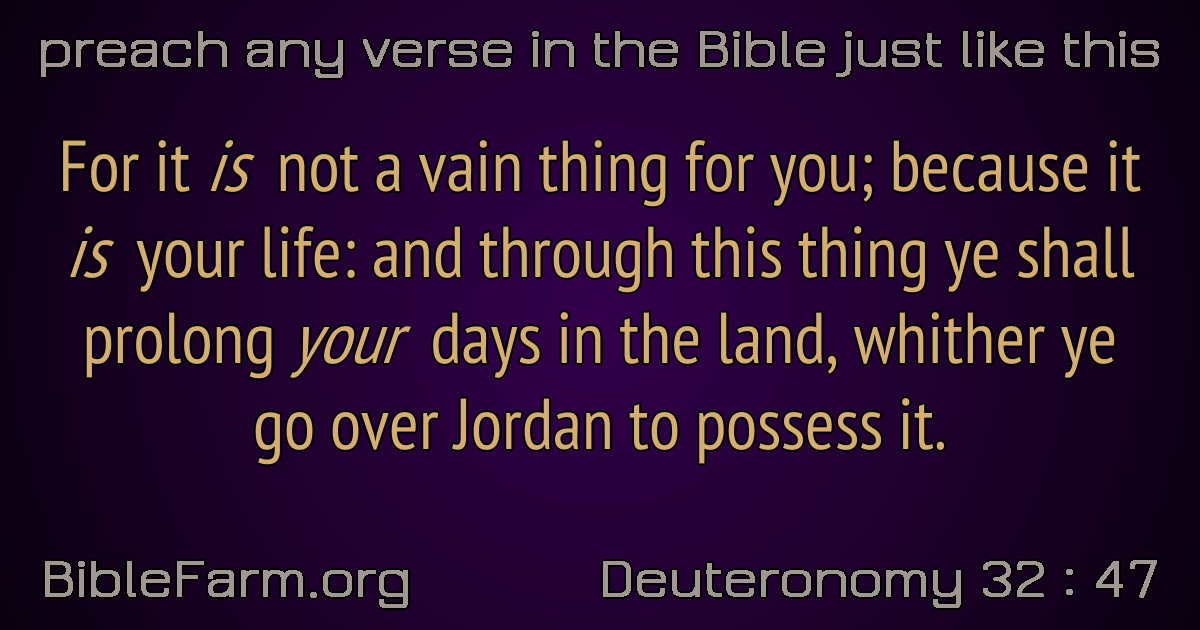 preach any verse in the Bible just like this
For it is not a vain thing for you; because it
is your life: and through this thing ye shall
prolong your days in the land, whither ye
go over Jordan to possess it.
BibleFarm.org
Deuteronomy 32 : 47